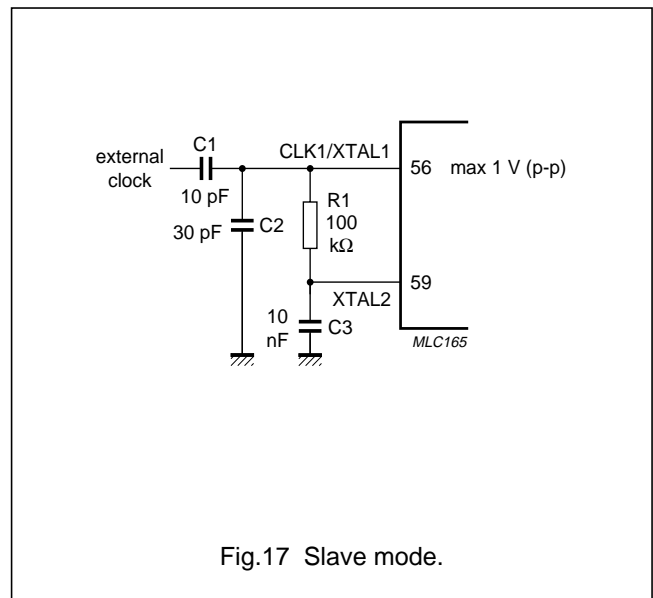 external
clock
C1
10 pF
30 pF
C2
CLK1/XTAL1
R1
100
kΩ
XTAL2
10
nF
C3
56
max 1 V (p-p)
59
MLC165
Fig.17 Slave mode.